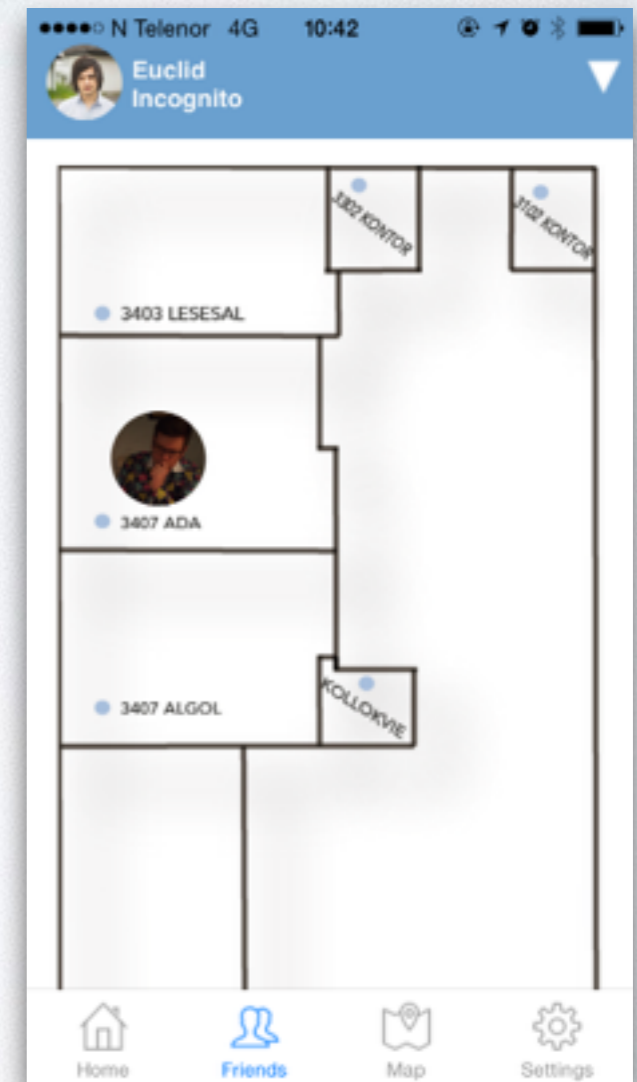 N Telenor 4G 10:42
Euclid
Incognito
3302 KONTOR
3102 KONTOR
3403 LESESAL
3407 ADA
3407 ALGOL
KOLLOKVIE
Home Friends Map Settings